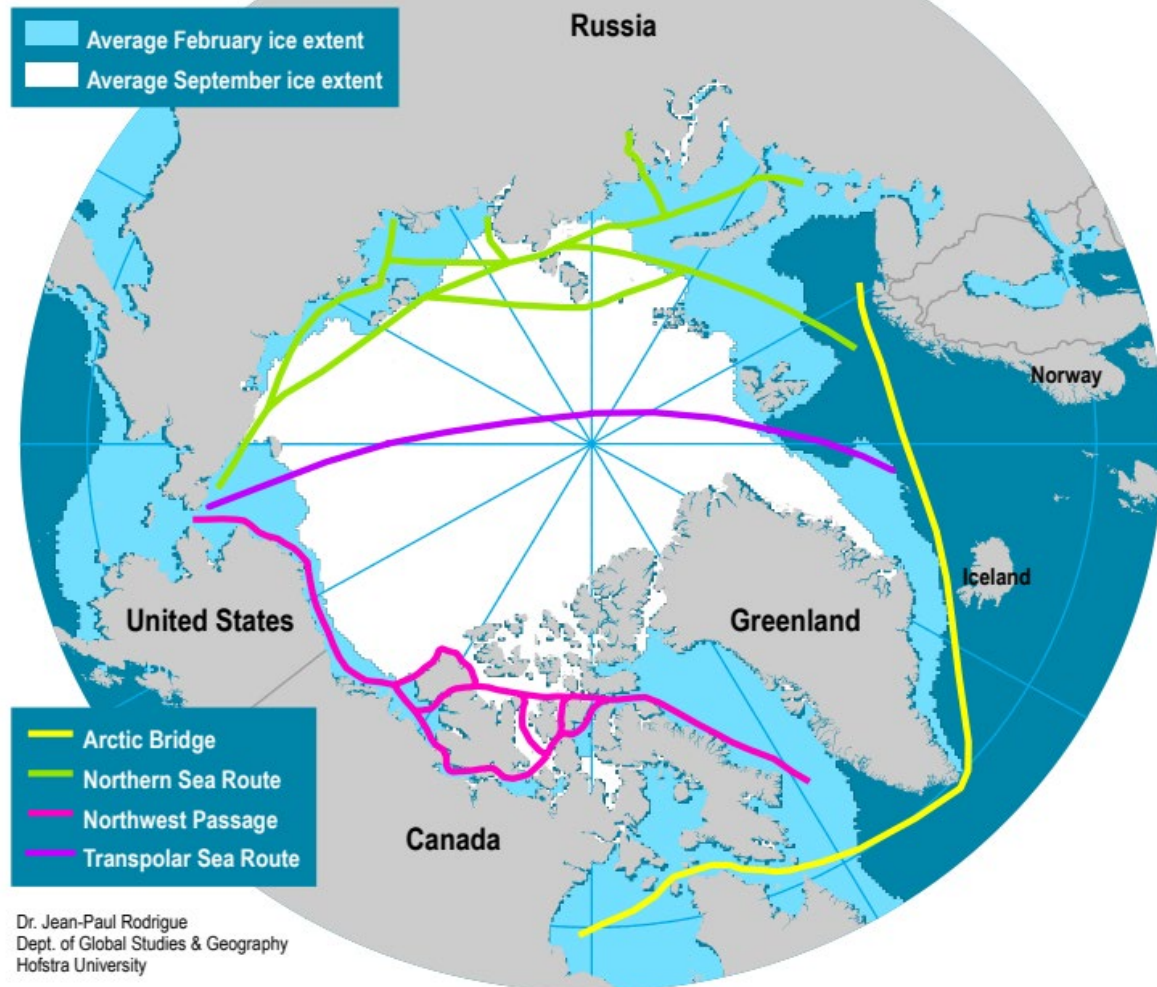 Average February ice extent
Average September ice extent
Russia
Norway
Iceland
United States
Greenland
Canada
Arctic Bridge
Northern Sea Route
Northwest Passage
Transpolar Sea Route
Dr. Jean-Paul Rodrigue
Dept. of Global Studies & Geography
Hofstra University